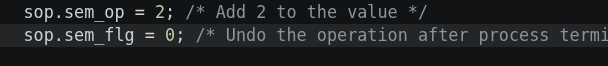 sop.sem_op = 2; /* Add 2 to the value */
sop.sem_flg = 0; /* Undo the operation after process termi